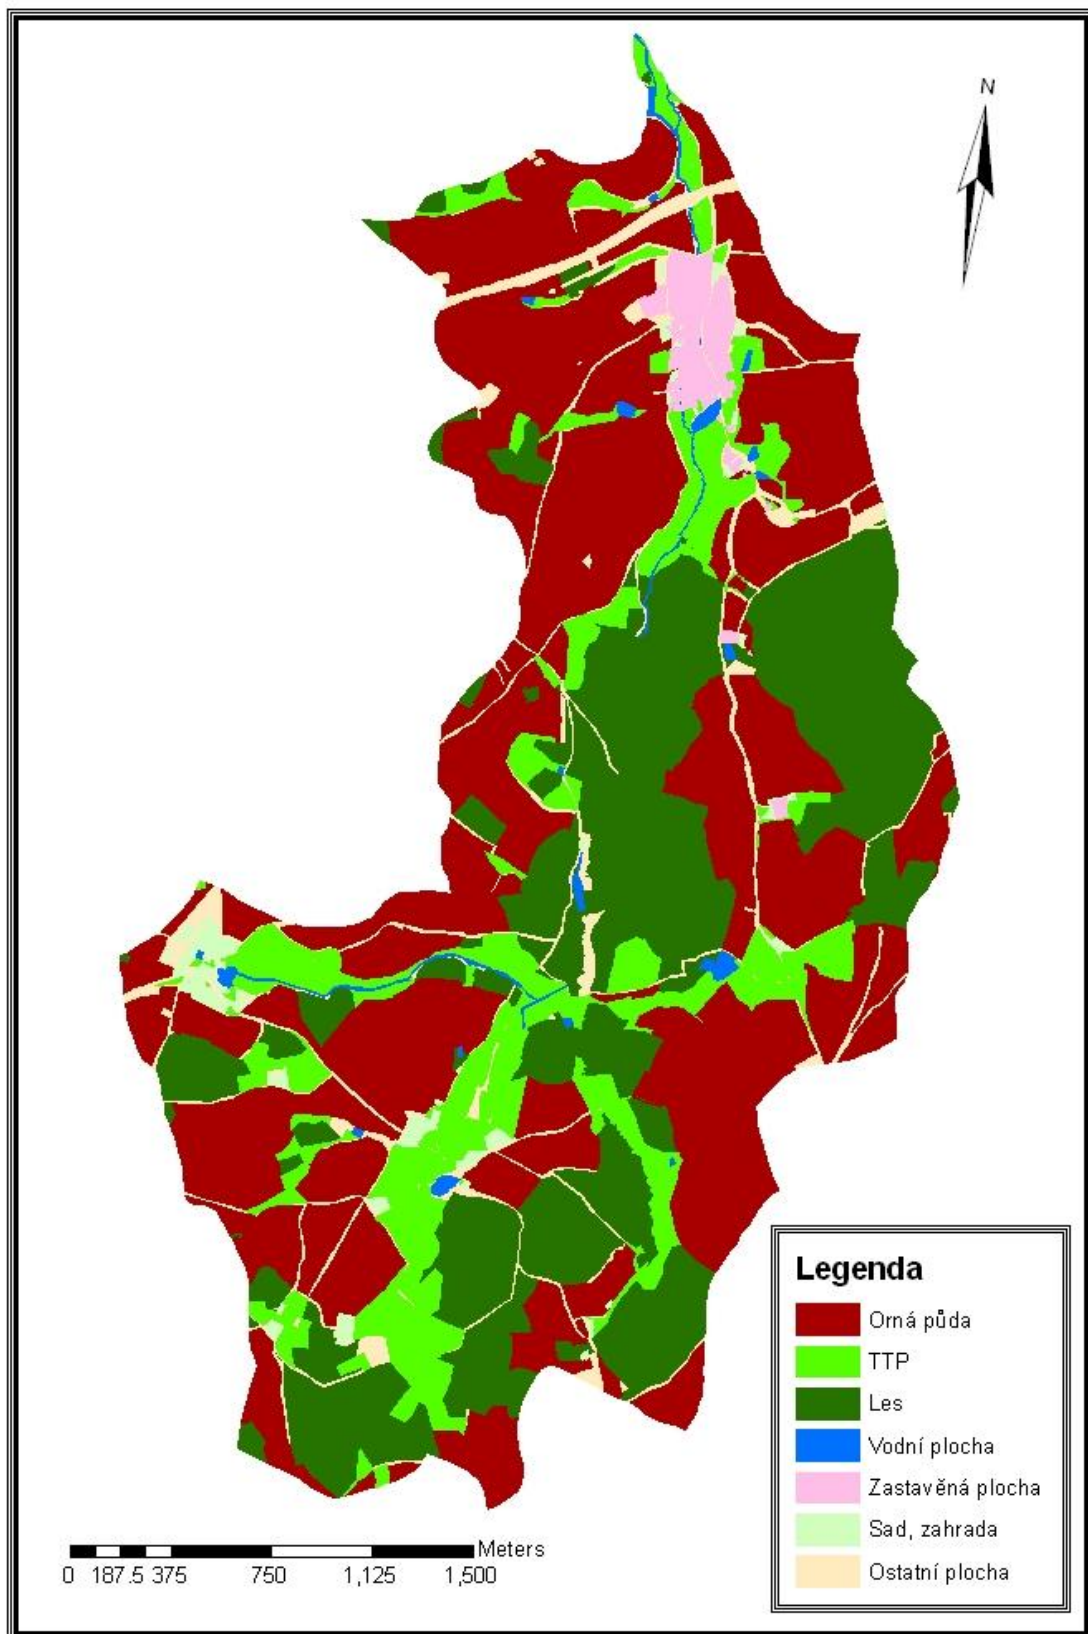 N
Legenda
Orná půda
TTP
Les
Vodní plocha
Zastavěná plocha
Sad, zahrada
Ostatní plocha
Meters
0 187.5 375 750 1,125 1,500